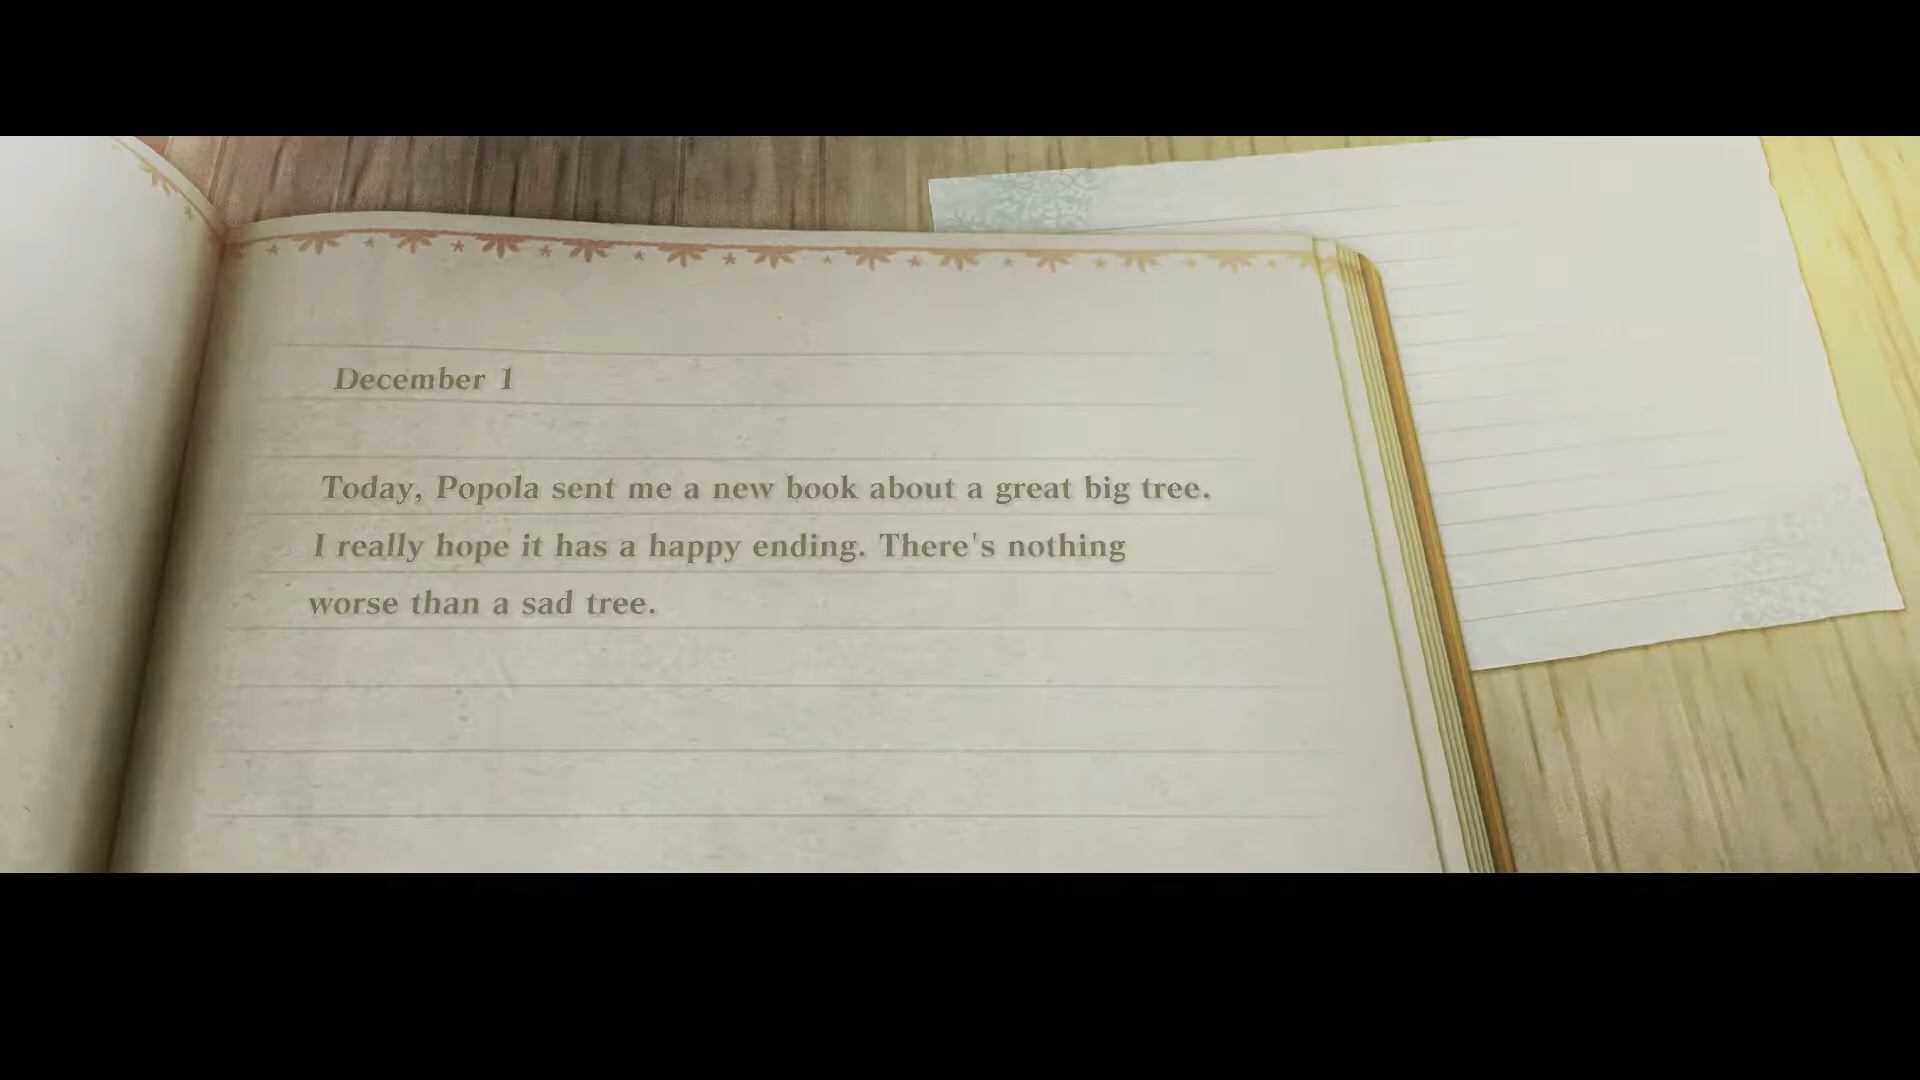 December 1
Today, Popola sent me a new book about a great big tree.
I really hope it has a happy ending. There's nothing
worse than a sad tree.